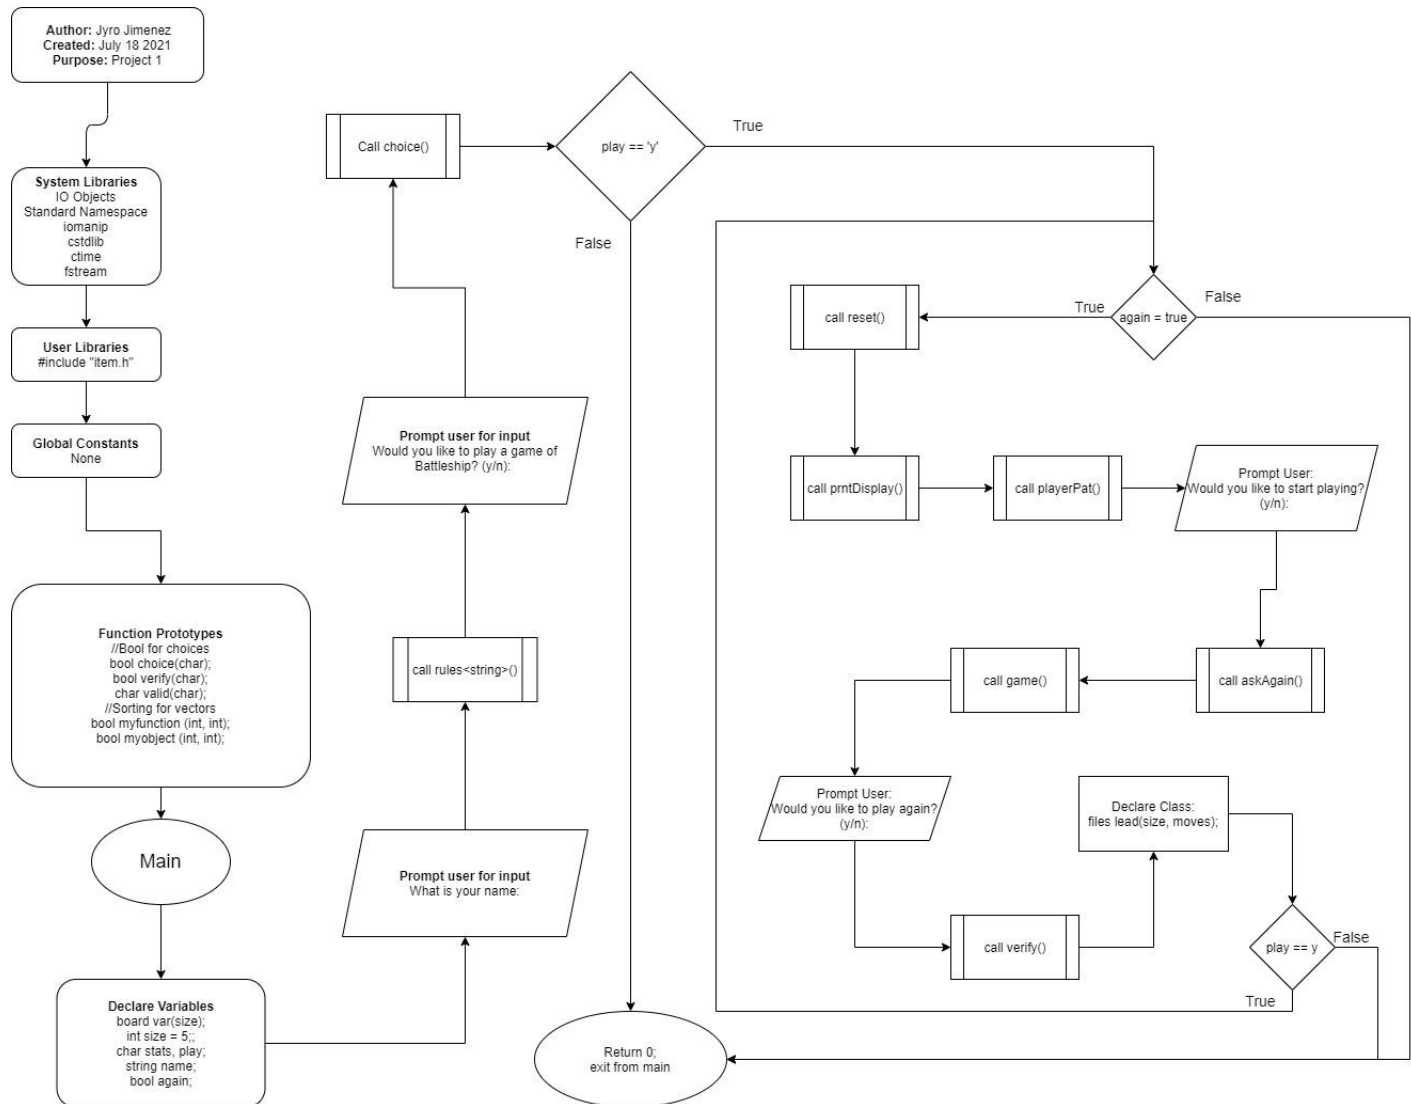 Author: Jyro Jimenez
Created: July 18 2021
Purpose: Project 1
System Libraries
IO Objects
Standard Namespace
iomanip
cstdlib
ctime
fstream
User Libraries
#include "item.h"
Global Constants
None
Function Prototypes
//Bool for choices
bool choice(char);
bool verify(char);
char valid(char);
//Sorting for vectors
bool myfunction (int, int);
bool myobject (int, int);
Main
Declare Variables
board var(size);
int size = 5;;
char stats, play;
string name;
bool again;
Prompt user for input
What is your name:
call rules<string>()
Prompt user for input
Would you like to play a game of
Battleship? (y/n):
Call choice()
play == 'y'
True
False
again = true
True
False
call reset()
call prntDisplay()
call playerPat()
Prompt User:
Would you like to start playing?
(y/n):
call askAgain()
call game()
Prompt User:
Would you like to play again?
(y/n):
call verify()
Declare Class:
files lead(size, moves);
play == y
False
True
Return 0;
exit from main